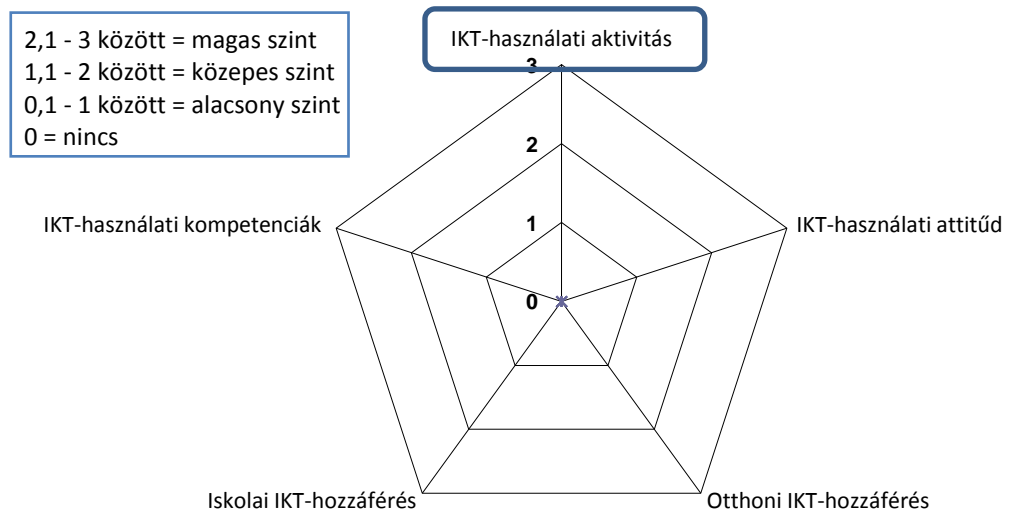 2,1 - 3 között = magas szint
1,1 - 2 között = közepes szint
0,1 - 1 között = alacsony szint
0 = nincs
IKT-használati aktivitás
3
2
1
0
IKT-használati kompetenciák
IKT-használati attitűd
Iskolai IKT-hozzáférés
Otthoni IKT-hozzáférés